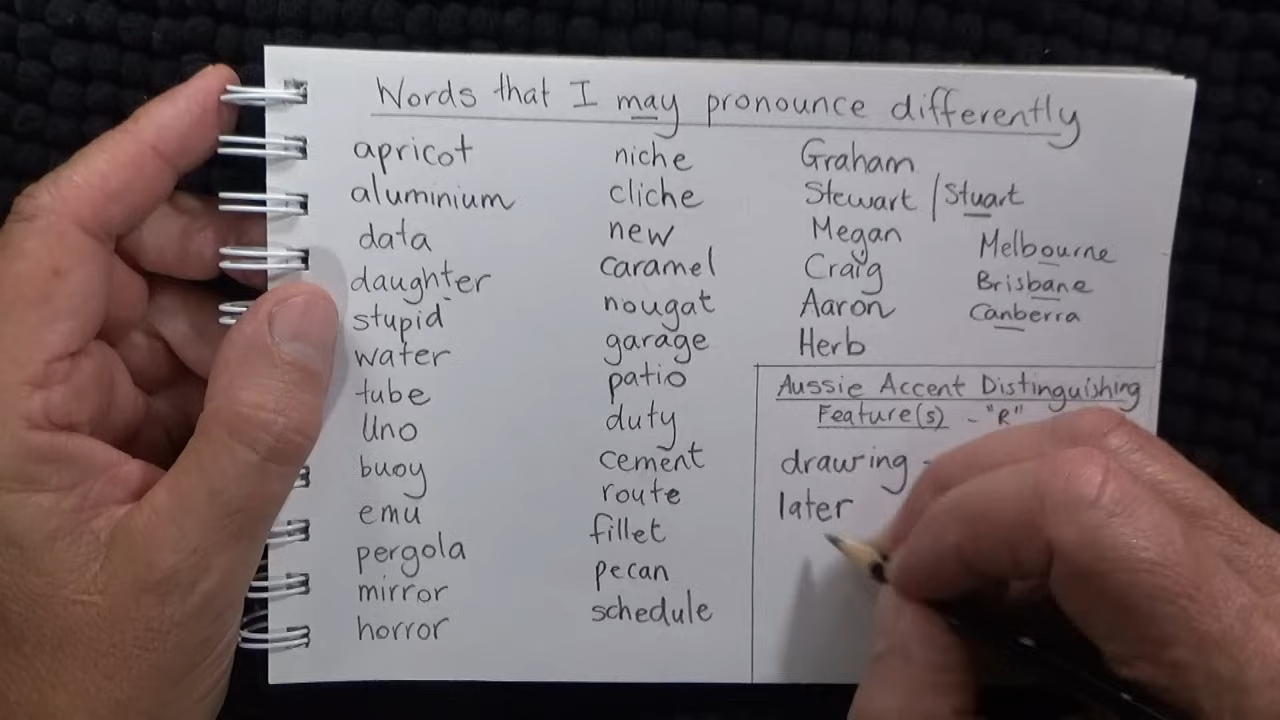 Words that I may pronounce differently
apricot
aluminium
data
daughter
stupid
water
tube
Uno
buoy
emu
pergola
mirror
horror
niche
cliche
new
caramel
nougat
garage
patio
duty
cement
route
fillet
pecan
schedule
Graham
Stewart / Stuart
Megan
Craig
Aaron
Herb
Melbourne
Brisbane
Canberra
Aussie Accent Distinguishing
Feature(s) - "R"
drawing -
later